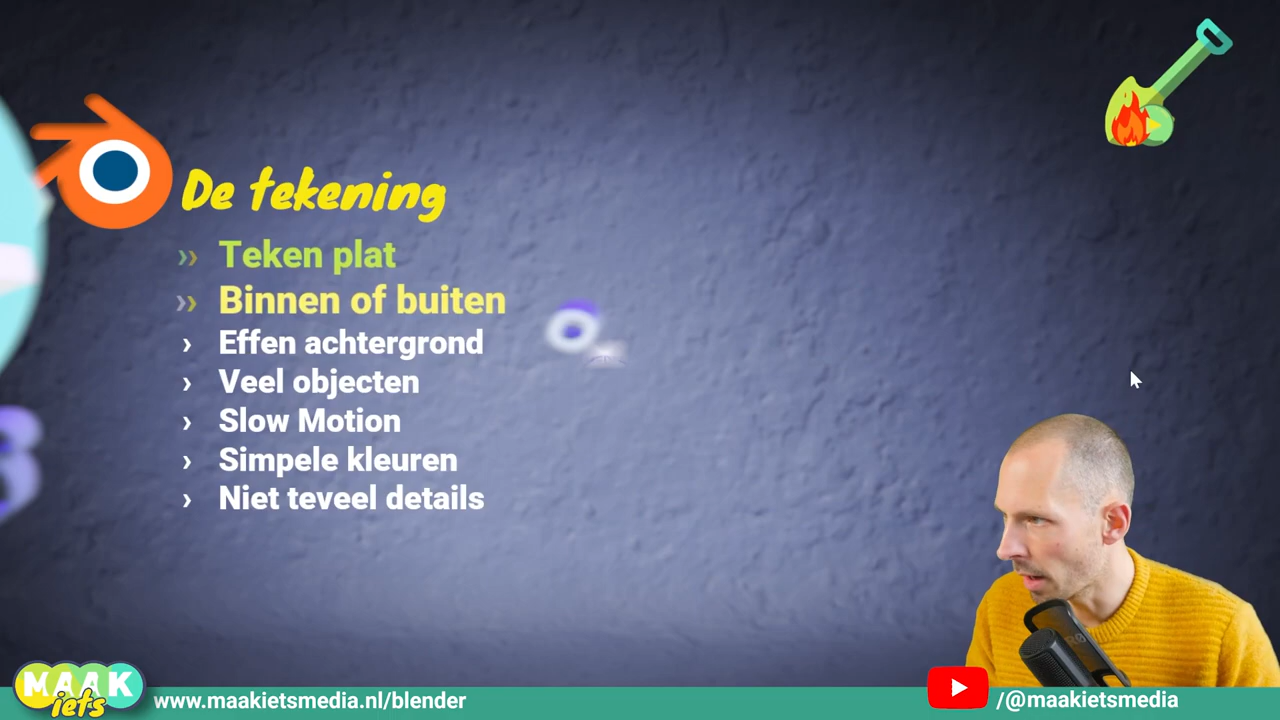 De tekening
›› Teken plat
›› Binnen of buiten
› Effen achtergrond
› Veel objecten
› Slow Motion
› Simpele kleuren
› Niet teveel details
MAAK
iets
www.maakietsmedia.nl/blender
/@maakietsmedia